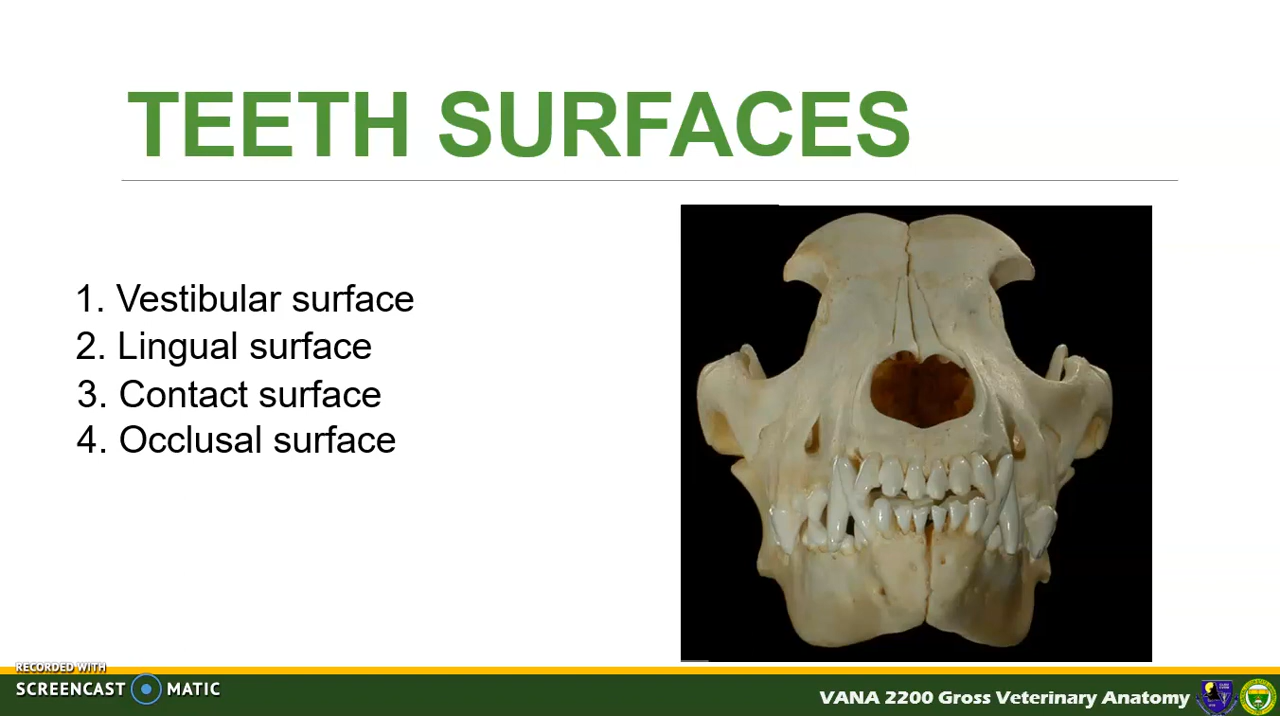 TEETH SURFACES
1. Vestibular surface
2. Lingual surface
3. Contact surface
4. Occlusal surface
RECORDED WITH
SCREENCAST MATIC
VANA 2200 Gross Veterinary Anatomy